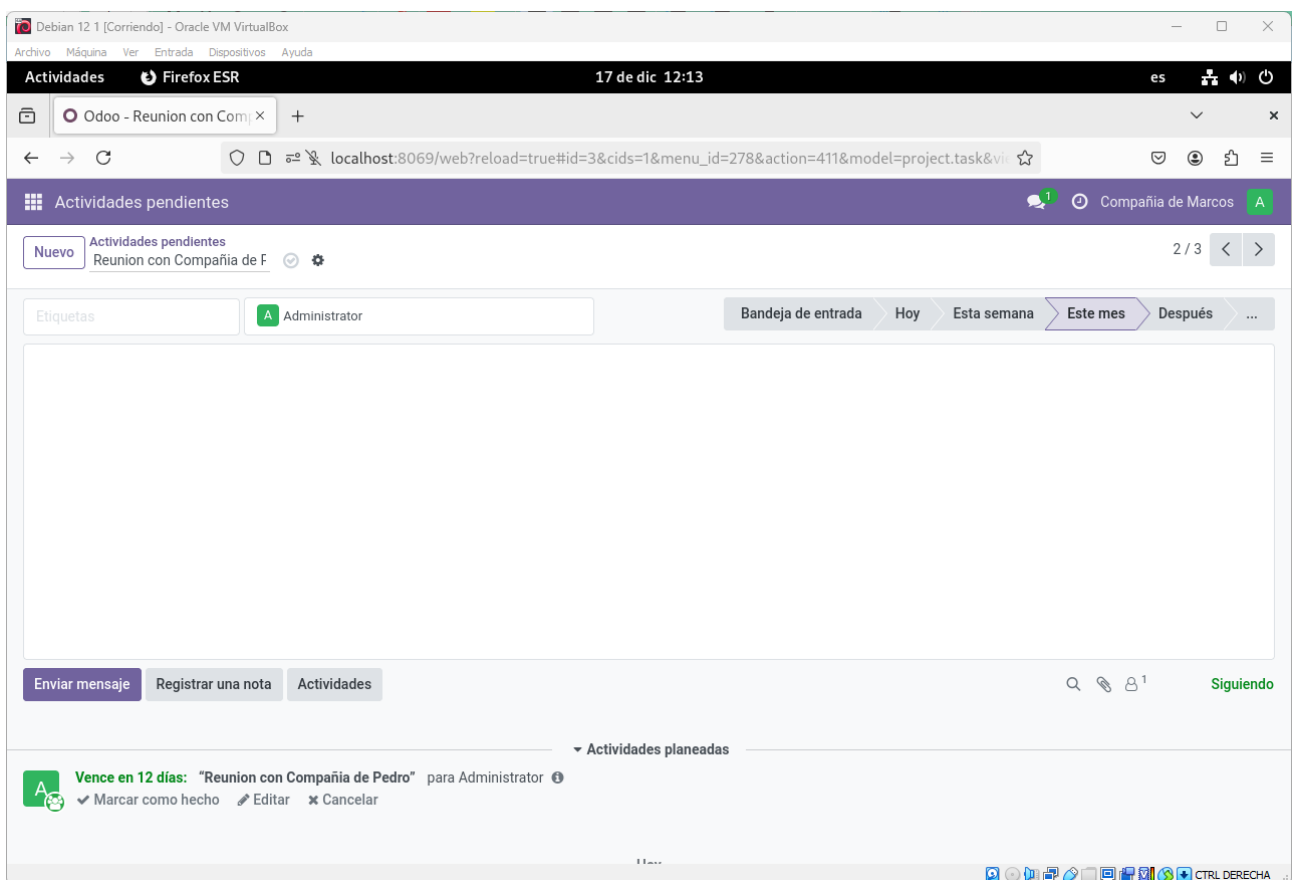 Debian 12 1 [Corriendo] - Oracle VM VirtualBox
Archivo Máquina Ver Entrada Dispositivos Ayuda
Actividades Firefox ESR 17 de dic 12:13 es
Odoo - Reunion con Com
localhost:8069/web?reload=true#id=3&cids=1&menu_id=278&action=411&model=project.task&vi
Actividades pendientes 1 Compañia de Marcos A
Nuevo Actividades pendientes
Reunion con Compañia de P 2 / 3
Etiquetas A Administrator Bandeja de entrada Hoy Esta semana Este mes Después ...
Enviar mensaje Registrar una nota Actividades 1 Siguiendo
Actividades planeadas
A Vence en 12 días: “Reunion con Compañia de Pedro” para Administrator
Marcar como hecho Editar Cancelar
CTRL DERECHA